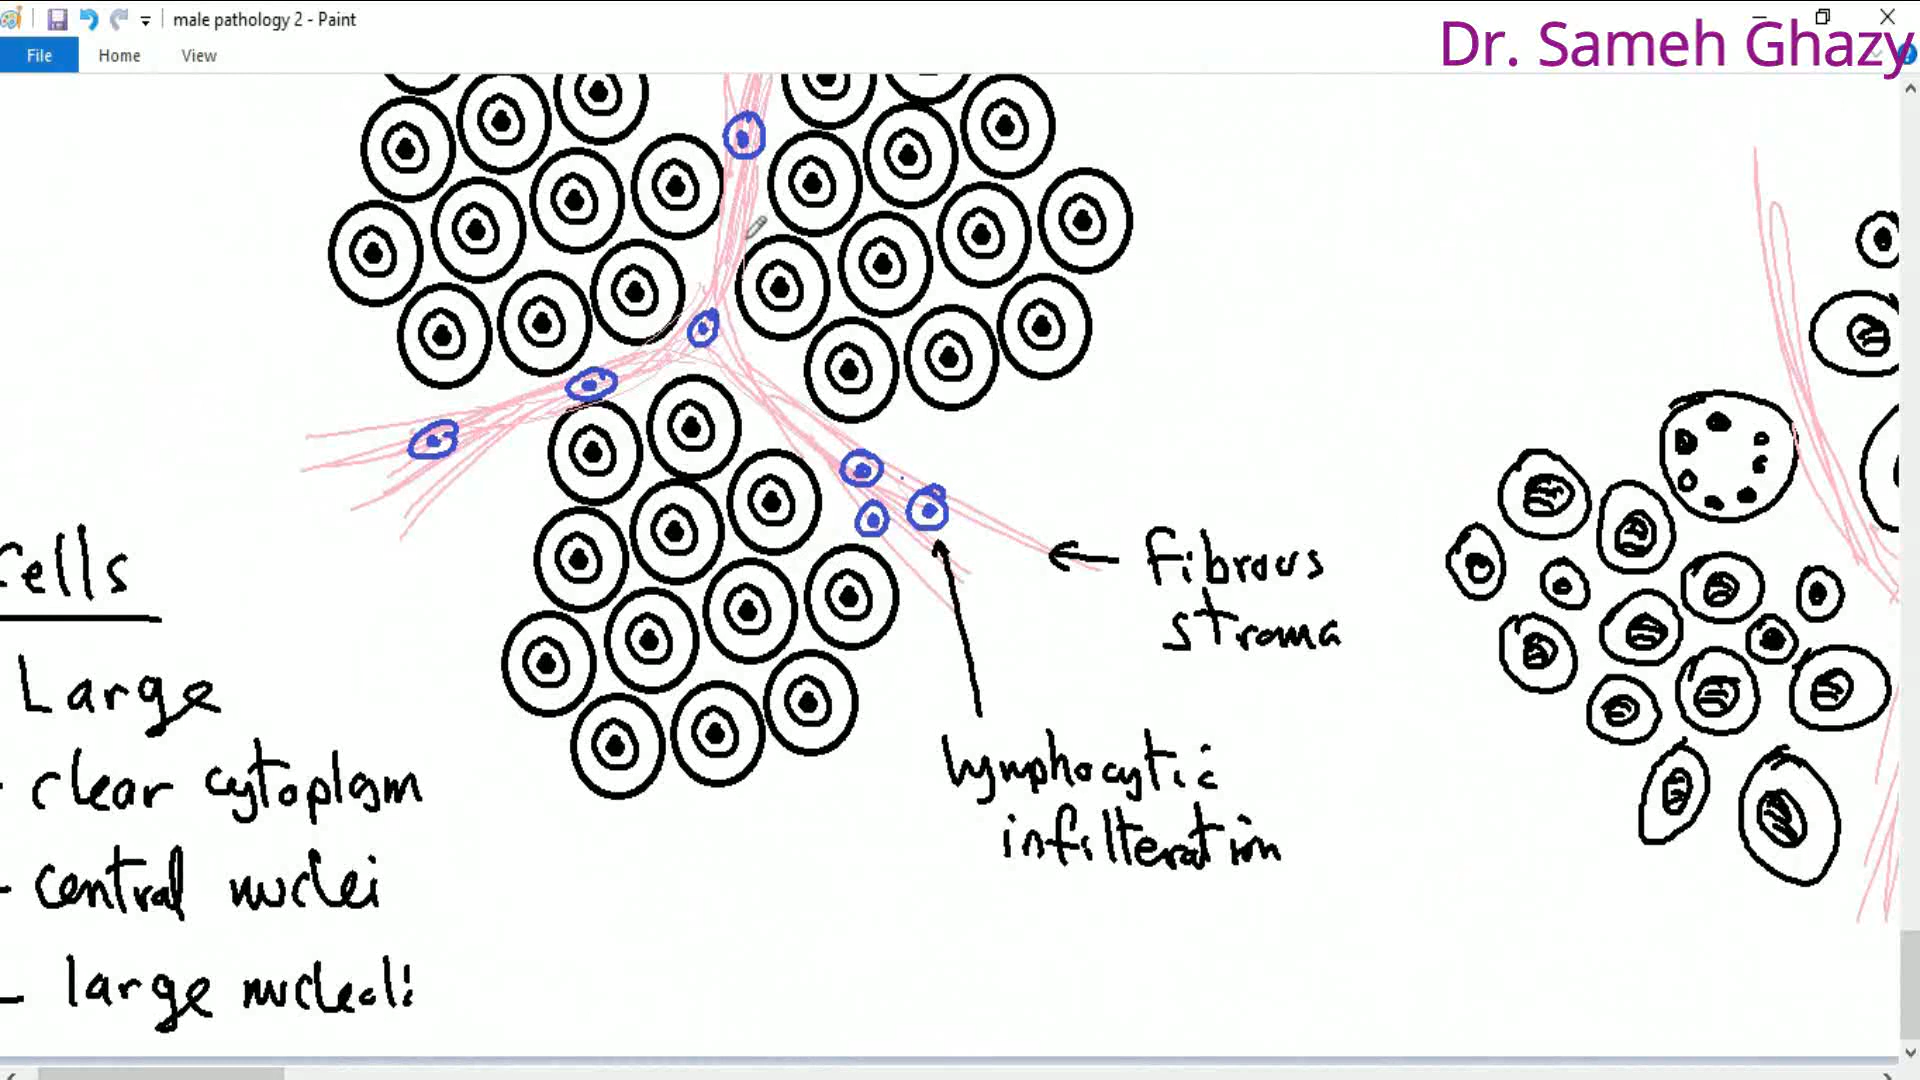 male pathology 2 - Paint
Dr. Sameh Ghazy
File Home View
cells
Large
- clear cytoplasm
- central nuclei
- large nucleoli
Fibrous
stroma
lymphocytic
infilteration